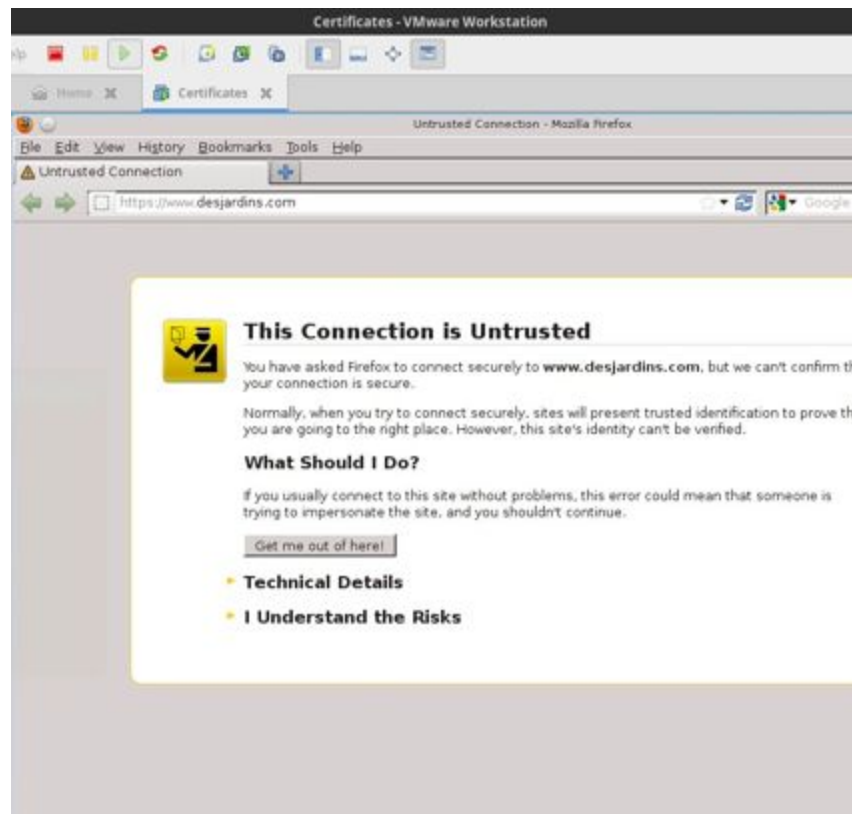 Certificates - VMware Workstation
Home
Certificates
Untrusted Connection - Mozilla Firefox
File Edit View History Bookmarks Tools Help
Untrusted Connection
https://www.desjardins.com
Google
This Connection is Untrusted
You have asked Firefox to connect securely to www.desjardins.com, but we can't confirm th
your connection is secure.
Normally, when you try to connect securely, sites will present trusted identification to prove th
you are going to the right place. However, this site's identity can't be verified.
What Should I Do?
If you usually connect to this site without problems, this error could mean that someone is
trying to impersonate the site, and you shouldn't continue.
Get me out of here!
Technical Details
I Understand the Risks